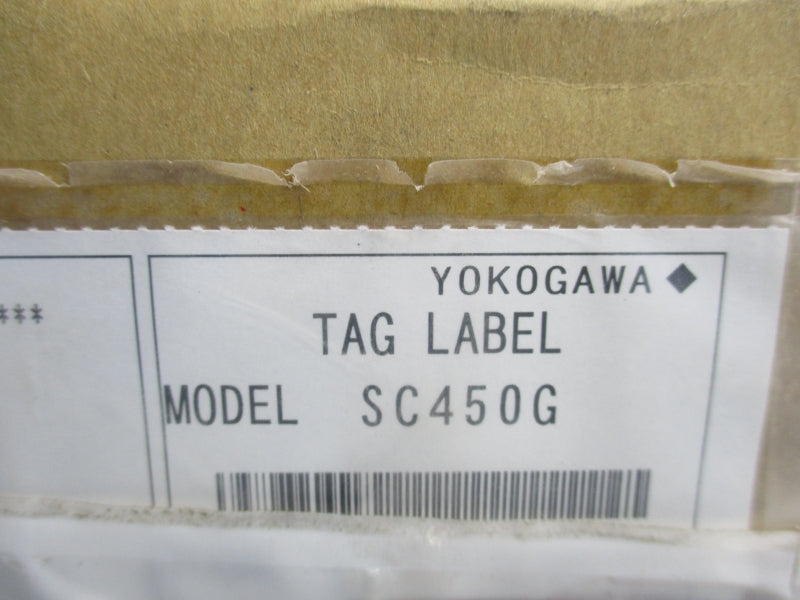 ***
YOKOGAWA◆
TAG LABEL
MODEL SC450G